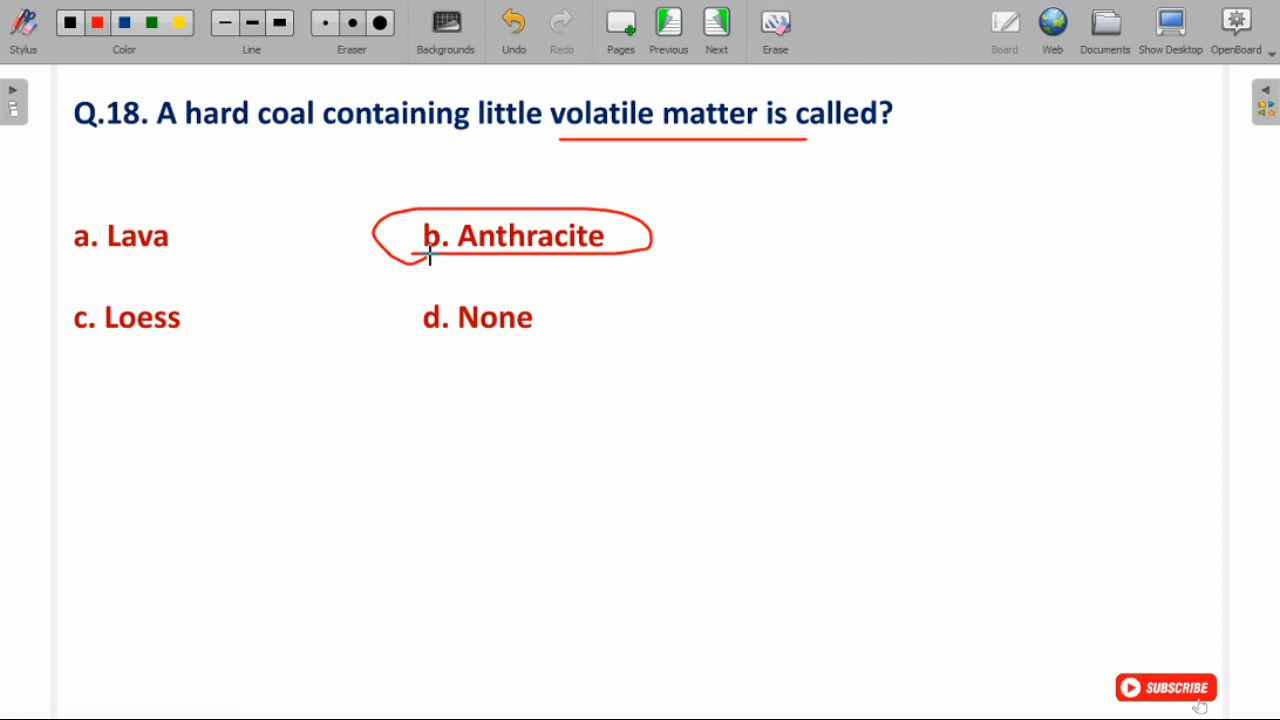 Stylus Color Line Eraser Backgrounds Undo Redo Pages Previous Next Erase Board Web Documents Show Desktop OpenBoard
Q.18. A hard coal containing little volatile matter is called?
a. Lava b. Anthracite
c. Loess d. None
SUBSCRIBE